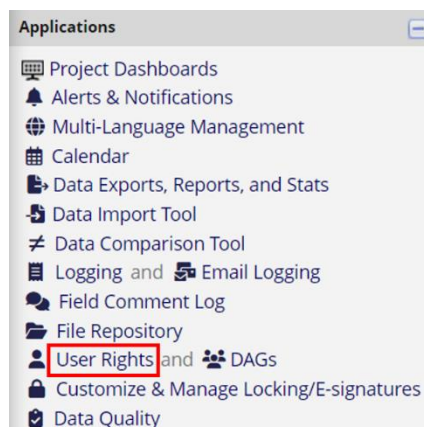 Applications
Project Dashboards
Alerts & Notifications
Multi-Language Management
Calendar
Data Exports, Reports, and Stats
Data Import Tool
Data Comparison Tool
Logging and Email Logging
Field Comment Log
File Repository
User Rights and DAGs
Customize & Manage Locking/E-signatures
Data Quality